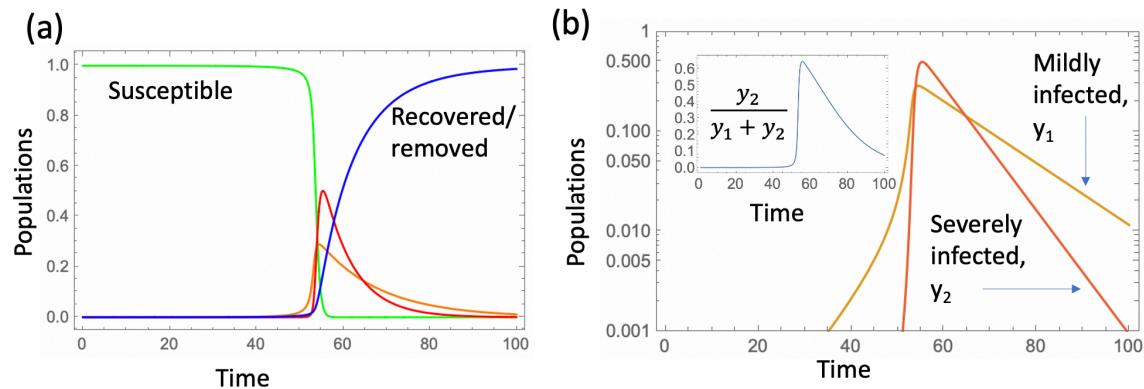 (a)
1.0
0.8
0.6
0.4
0.2
0.0
Populations
Susceptible
Recovered/
removed
0 20 40 60 80 100
Time
(b)
1
0.500
0.100
0.050
0.010
0.005
0.001
Populations
0.6
0.5
0.4
0.3
0.2
0.1
0.0
y₂
y₁ + y₂
0 20 40 60 80 100
Time
Mildly
infected,
y₁
Severely
infected,
y₂
0 20 40 60 80 100
Time